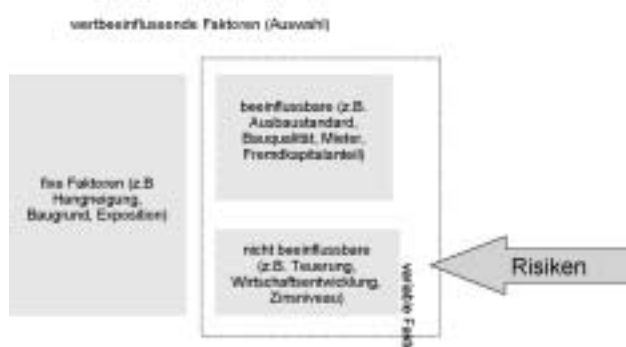 wertbeeinflussende Faktoren (Auswahl)
fixe Faktoren (z.B
Hangneigung,
Baugrund, Exposition)
beeinflussbare (z.B.
Ausbaustandard,
Bauqualität, Mieter,
Fremdkapitalanteil)
nicht beeinflussbare
(z.B. Teuerung,
Wirtschaftsentwicklung,
Zinsniveau)
variable Fakt
Risiken